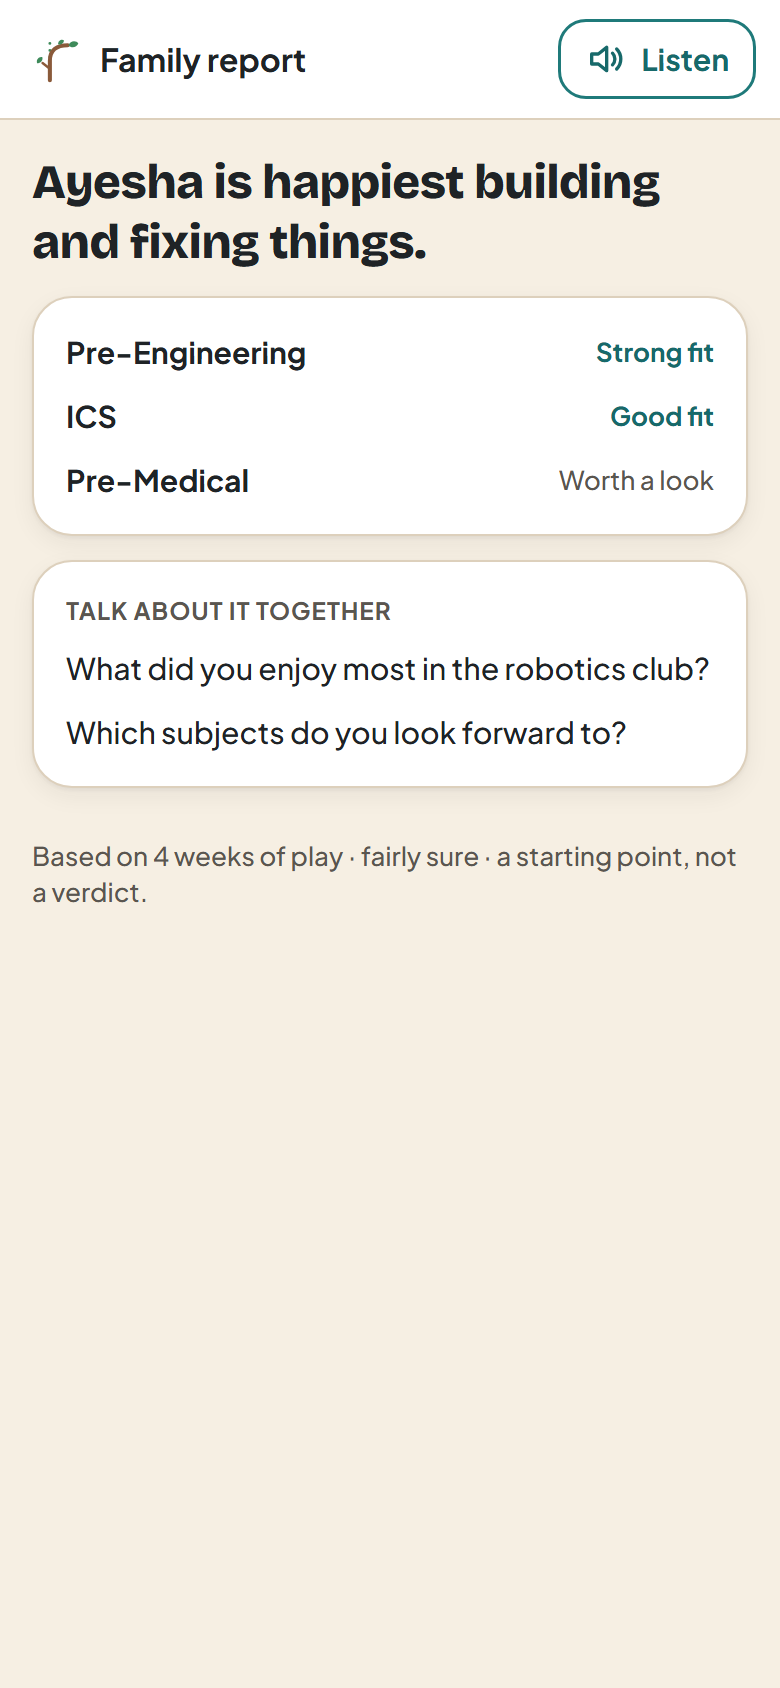 Family report
Listen
Ayesha is happiest building
and fixing things.
Pre-Engineering Strong fit
ICS Good fit
Pre-Medical Worth a look
TALK ABOUT IT TOGETHER
What did you enjoy most in the robotics club?
Which subjects do you look forward to?
Based on 4 weeks of play · fairly sure · a starting point, not
a verdict.